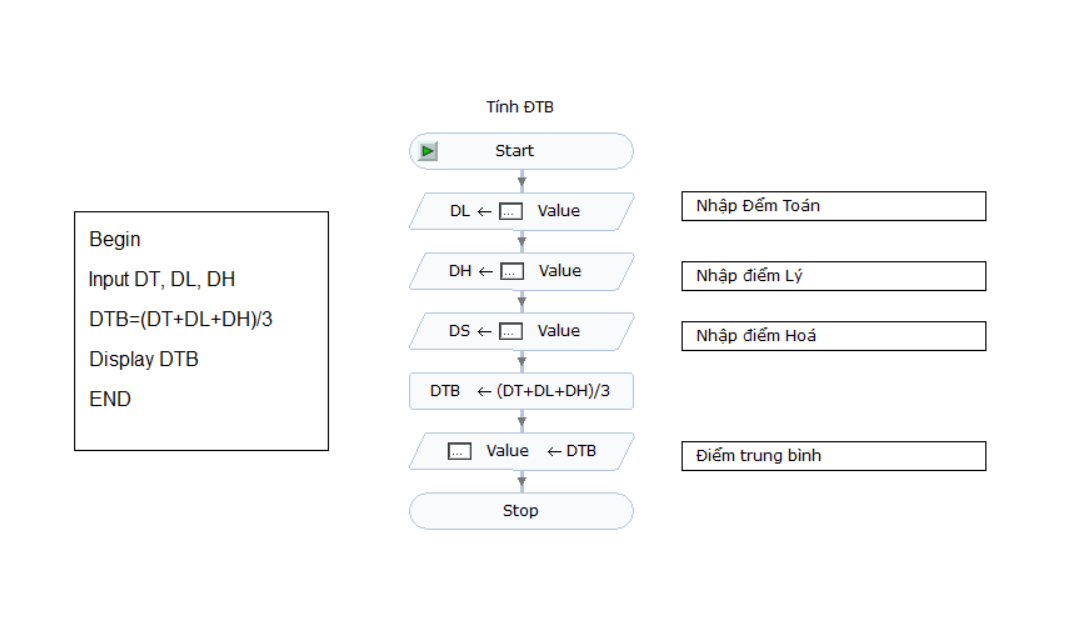 Tính ĐTB
Start
DL ← ... Value
Nhập Đểm Toán
DH ← ... Value
Nhập điểm Lý
DS ← ... Value
Nhập điểm Hoá
DTB ← (DT+DL+DH)/3
... Value ← DTB
Điểm trung bình
Stop
Begin
Input DT, DL, DH
DTB=(DT+DL+DH)/3
Display DTB
END